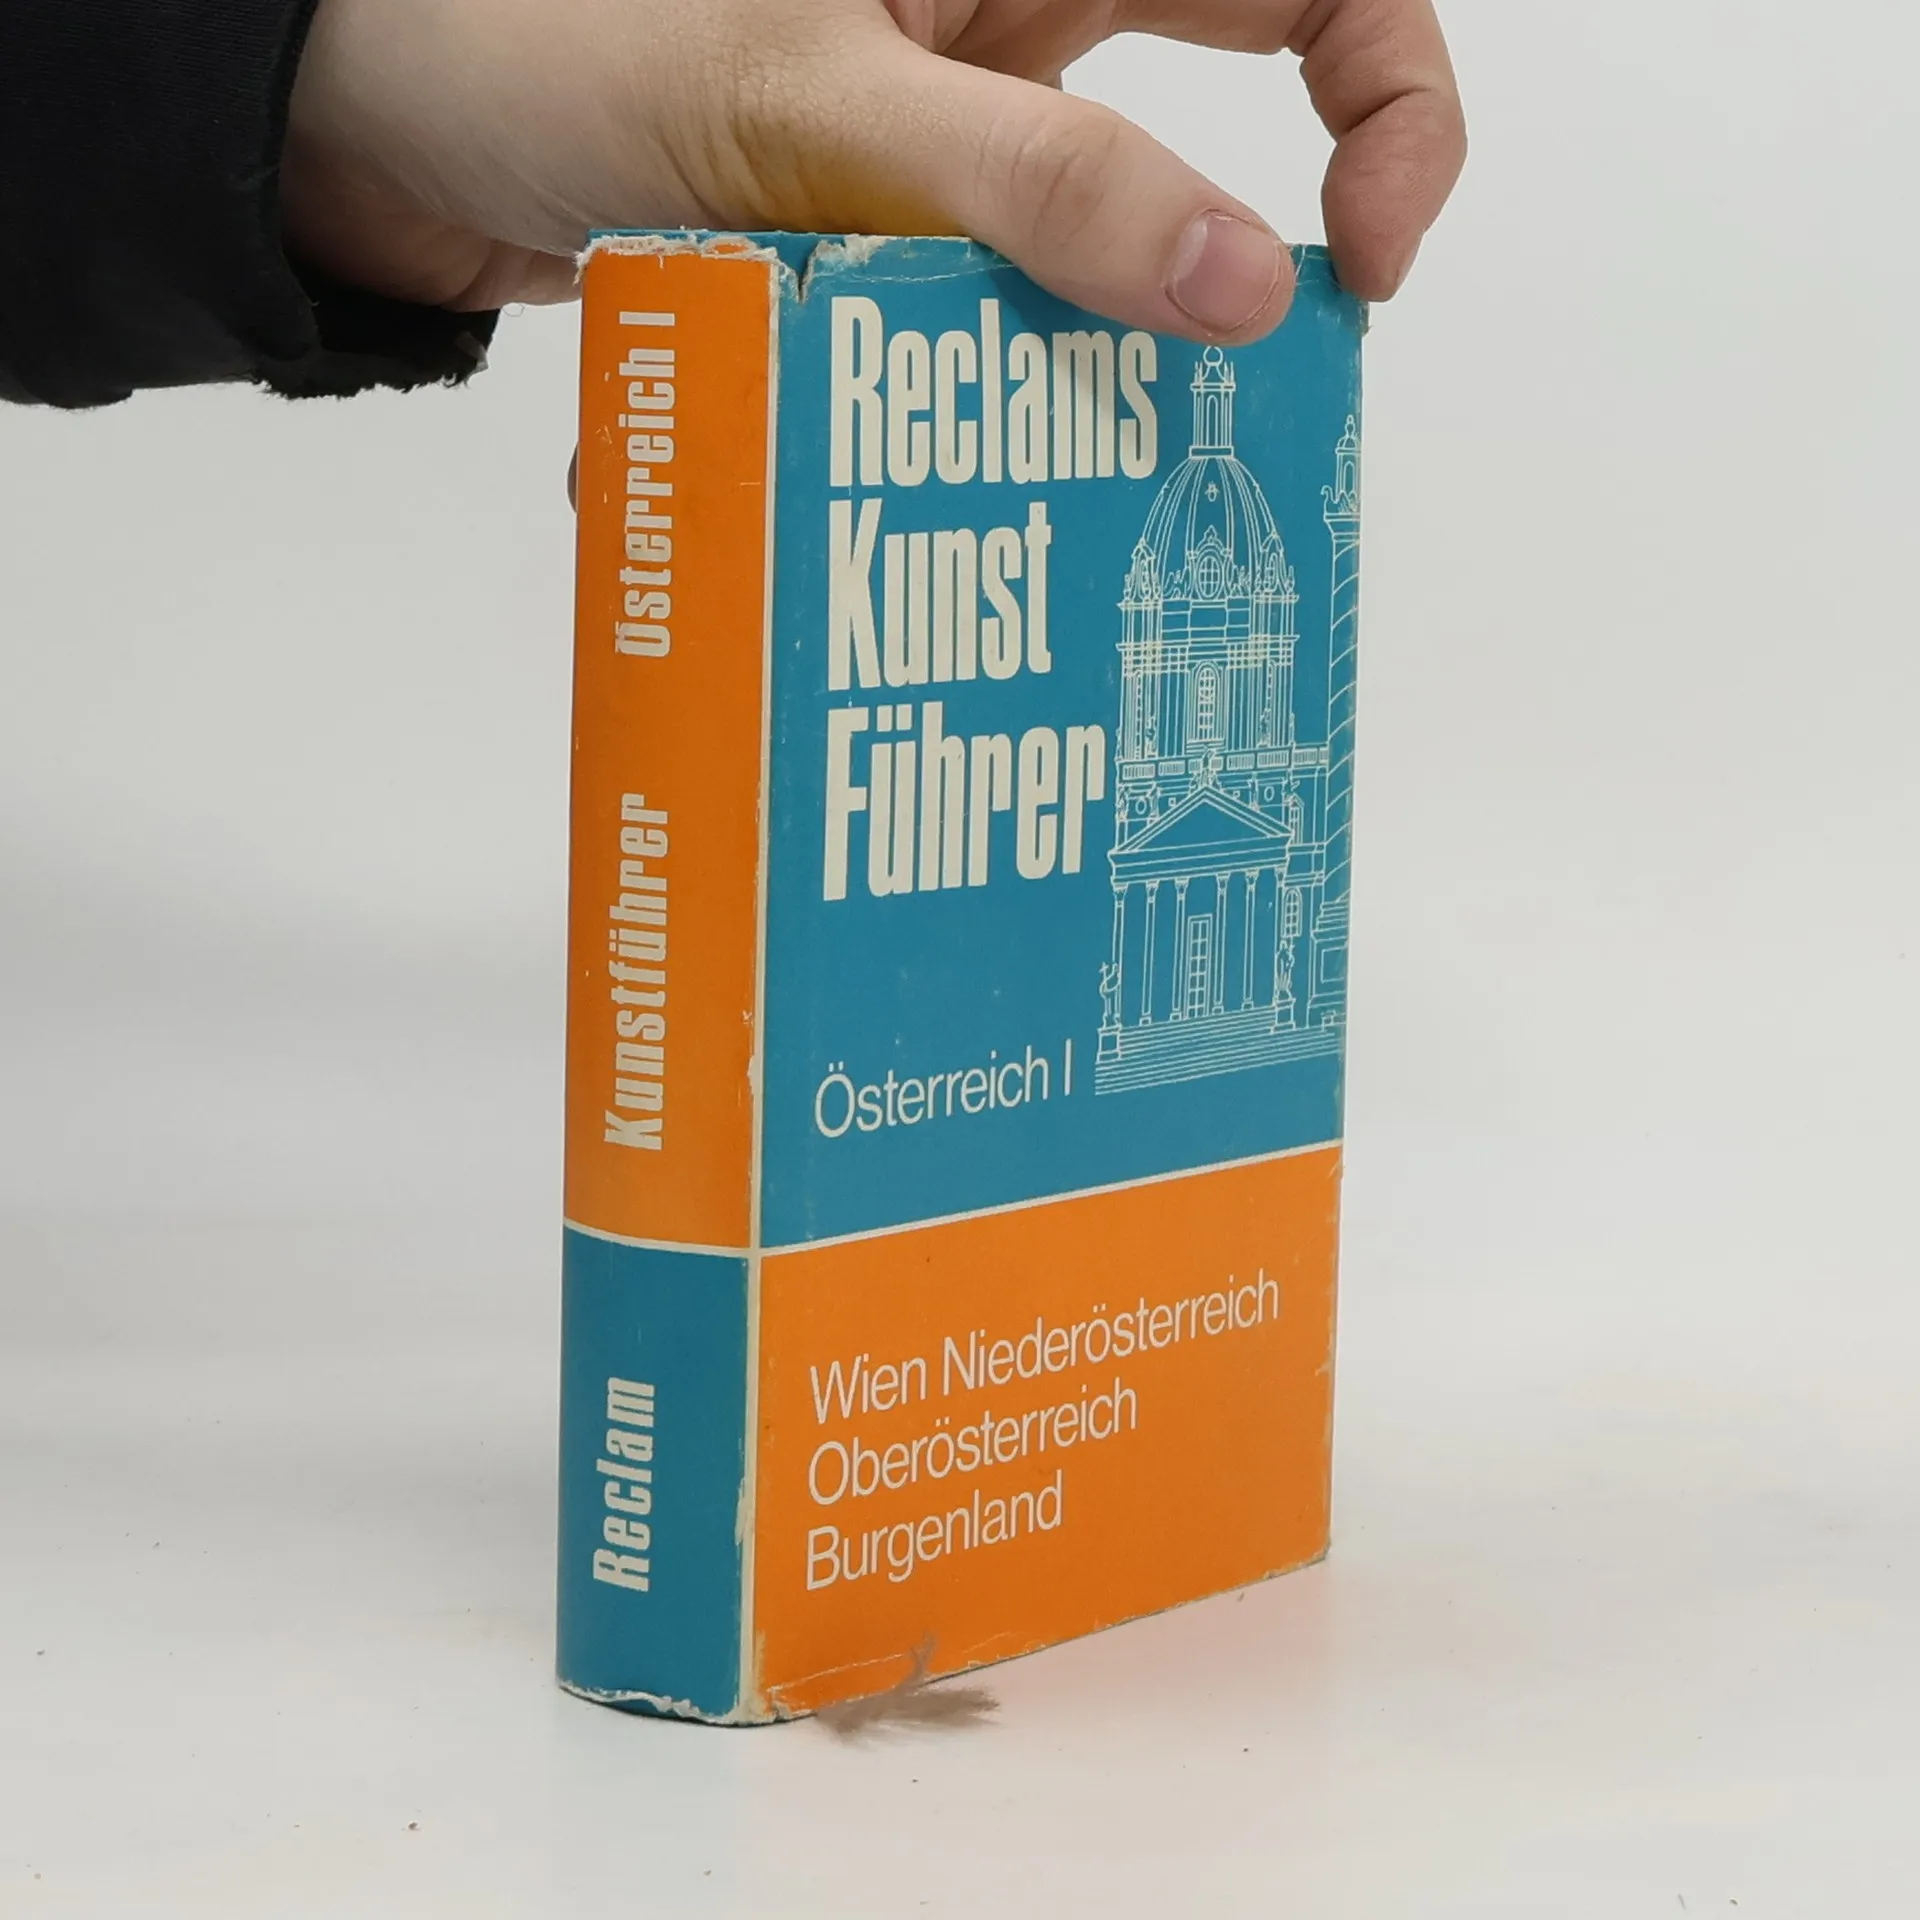 Österreich I
Kunstführer
Reclam
Reclams
Kunst
Führer
Österreich I
Wien Niederösterreich
Oberösterreich
Burgenland